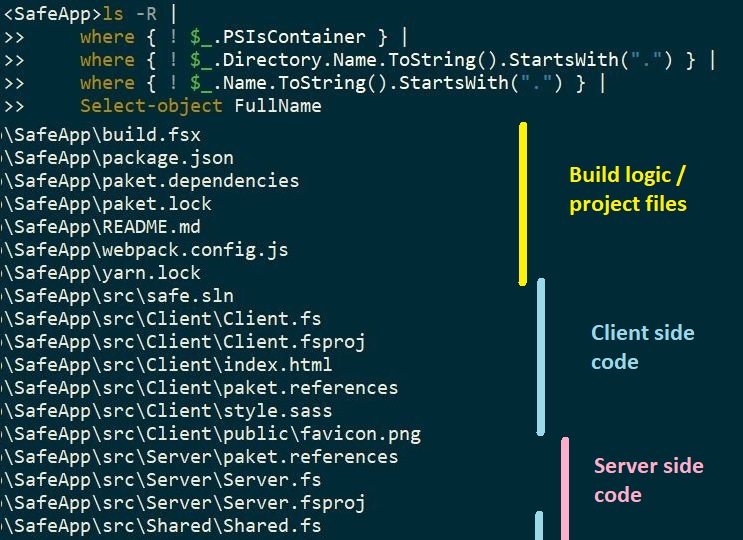 <SafeApp>ls -R |
>>     where { ! $_.PSIsContainer } |
>>     where { ! $_.Directory.Name.ToString().StartsWith(".") } |
>>     where { ! $_.Name.ToString().StartsWith(".") } |
>>     Select-object FullName
\SafeApp\build.fsx
\SafeApp\package.json
\SafeApp\paket.dependencies
\SafeApp\paket.lock
\SafeApp\README.md
\SafeApp\webpack.config.js
\SafeApp\yarn.lock
Build logic /
project files
\SafeApp\src\safe.sln
\SafeApp\src\Client\Client.fs
\SafeApp\src\Client\Client.fsproj
\SafeApp\src\Client\index.html
\SafeApp\src\Client\paket.references
\SafeApp\src\Client\style.sass
\SafeApp\src\Client\public\favicon.png
Client side
code
\SafeApp\src\Server\paket.references
\SafeApp\src\Server\Server.fs
\SafeApp\src\Server\Server.fsproj
\SafeApp\src\Shared\Shared.fs
Server side
code